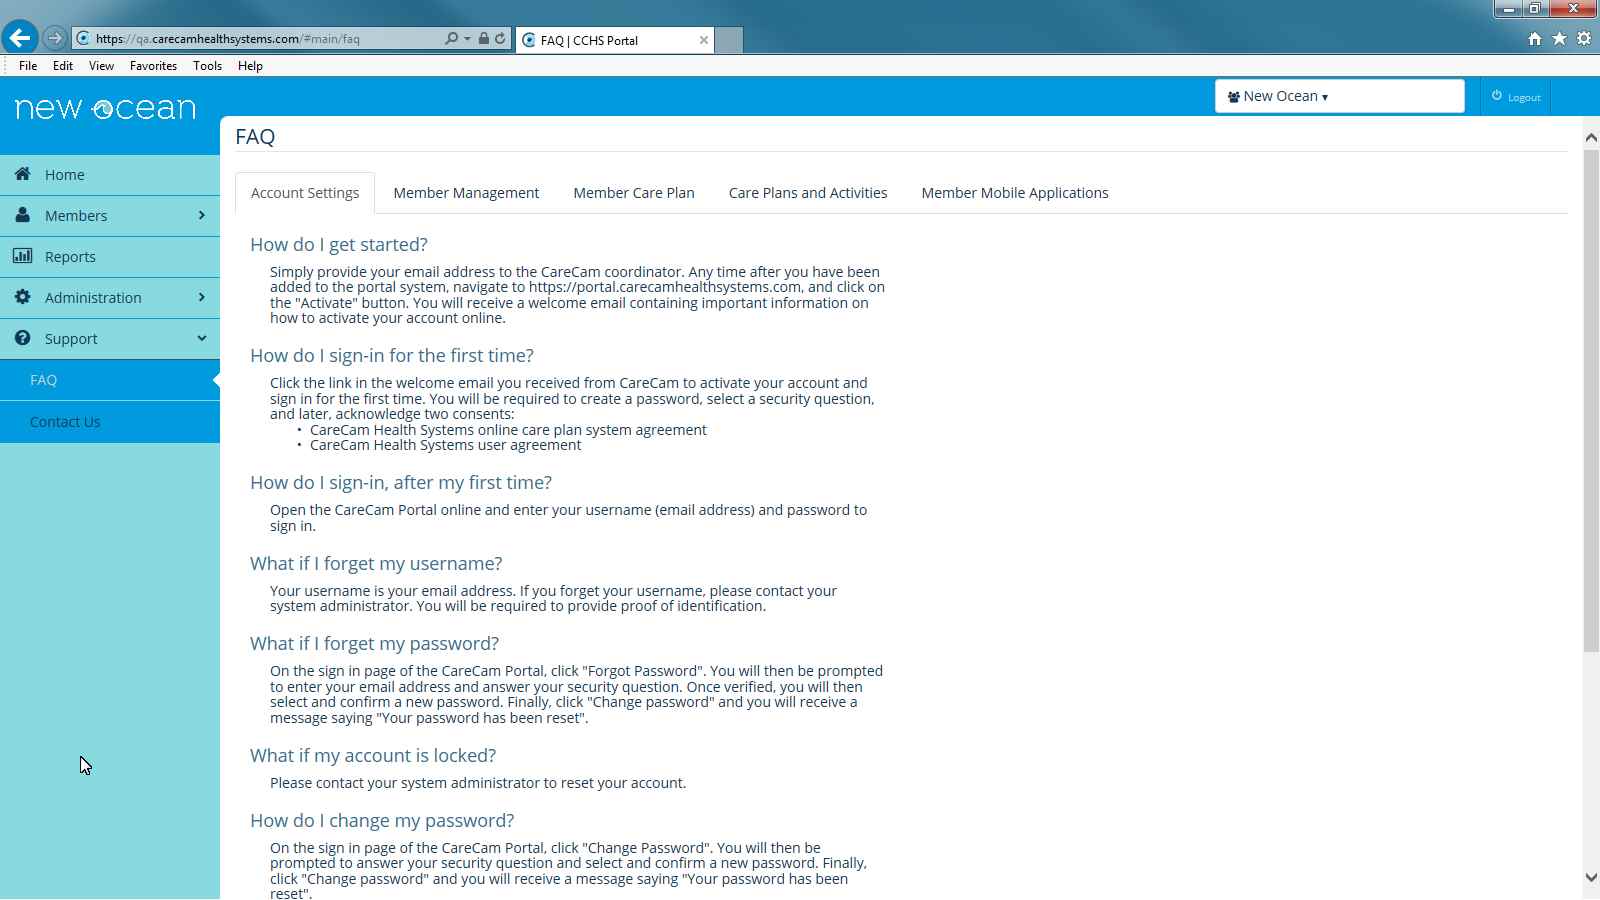 https://qa.carecamhealthsystems.com/#main/faq
FAQ | CCHS Portal
File Edit View Favorites Tools Help
new ocean
New Ocean
Logout
Home
Members
Reports
Administration
Support
FAQ
Contact Us
FAQ
Account Settings Member Management Member Care Plan Care Plans and Activities Member Mobile Applications
How do I get started?
Simply provide your email address to the CareCam coordinator. Any time after you have been
added to the portal system, navigate to https://portal.carecamhealthsystems.com, and click on
the "Activate" button. You will receive a welcome email containing important information on
how to activate your account online.
How do I sign-in for the first time?
Click the link in the welcome email you received from CareCam to activate your account and
sign in for the first time. You will be required to create a password, select a security question,
and later, acknowledge two consents:
• CareCam Health Systems online care plan system agreement
• CareCam Health Systems user agreement
How do I sign-in, after my first time?
Open the CareCam Portal online and enter your username (email address) and password to
sign in.
What if I forget my username?
Your username is your email address. If you forget your username, please contact your
system administrator. You will be required to provide proof of identification.
What if I forget my password?
On the sign in page of the CareCam Portal, click "Forgot Password". You will then be prompted
to enter your email address and answer your security question. Once verified, you will then
select and confirm a new password. Finally, click "Change password" and you will receive a
message saying "Your password has been reset".
What if my account is locked?
Please contact your system administrator to reset your account.
How do I change my password?
On the sign in page of the CareCam Portal, click "Change Password". You will then be
prompted to answer your security question and select and confirm a new password. Finally,
click "Change password" and you will receive a message saying "Your password has been
reset".